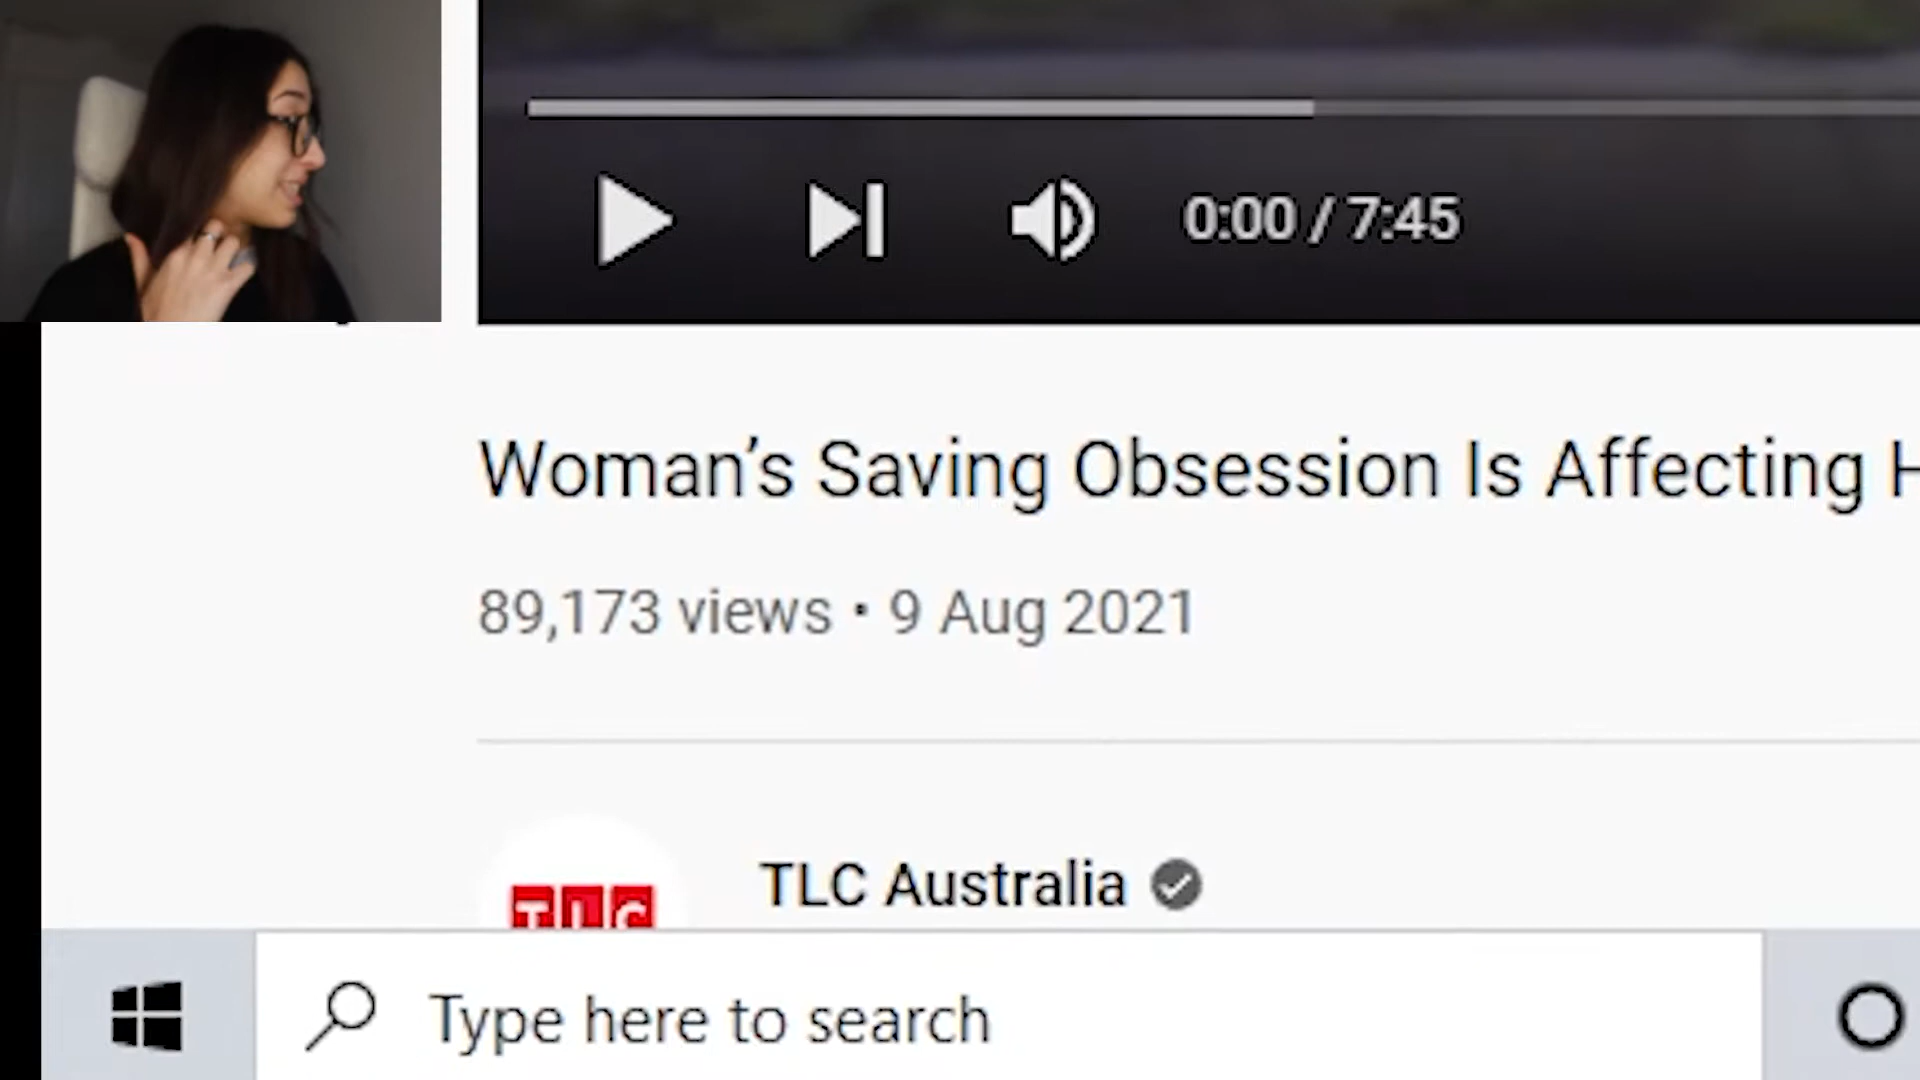 0:00 / 7:45
Woman’s Saving Obsession Is Affecting H
89,173 views • 9 Aug 2021
TLC
TLC Australia
Type here to search